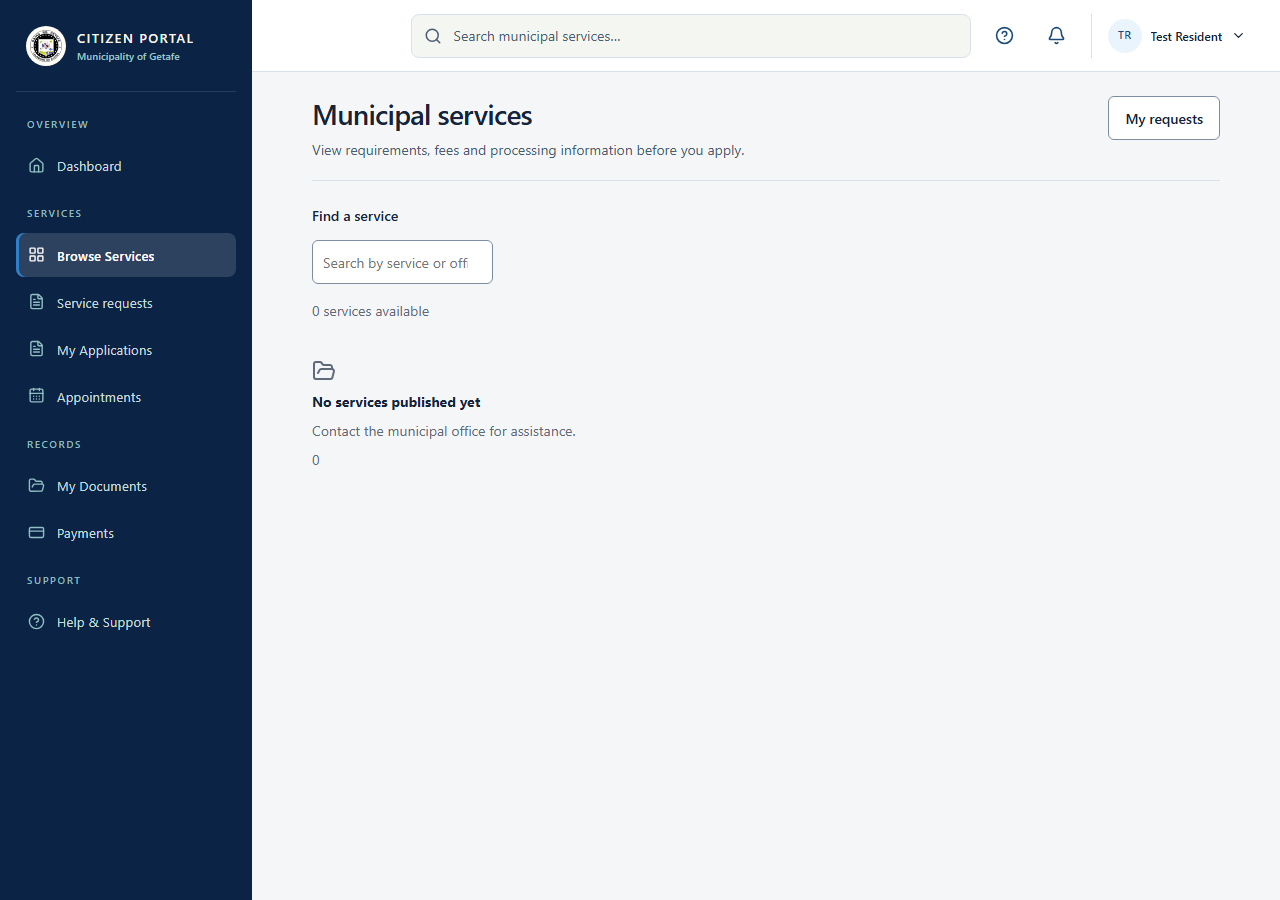 CITIZEN PORTAL
Municipality of Getafe
OVERVIEW
Dashboard
SERVICES
Browse Services
Service requests
My Applications
Appointments
RECORDS
My Documents
Payments
SUPPORT
Help & Support
Search municipal services...
TR
Test Resident
Municipal services
My requests
View requirements, fees and processing information before you apply.
Find a service
Search by service or offi
0 services available
No services published yet
Contact the municipal office for assistance.
0